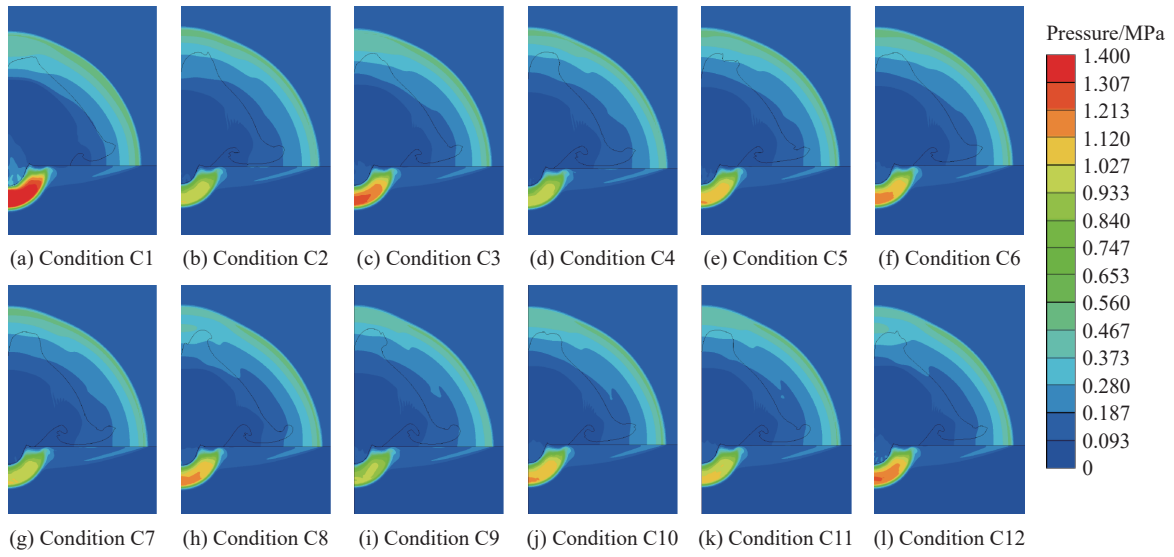 Pressure/MPa
1.400
1.307
1.213
1.120
1.027
0.933
0.840
0.747
0.653
0.560
0.467
0.373
0.280
0.187
0.093
0
(a) Condition C1
(b) Condition C2
(c) Condition C3
(d) Condition C4
(e) Condition C5
(f) Condition C6
(g) Condition C7
(h) Condition C8
(i) Condition C9
(j) Condition C10
(k) Condition C11
(l) Condition C12